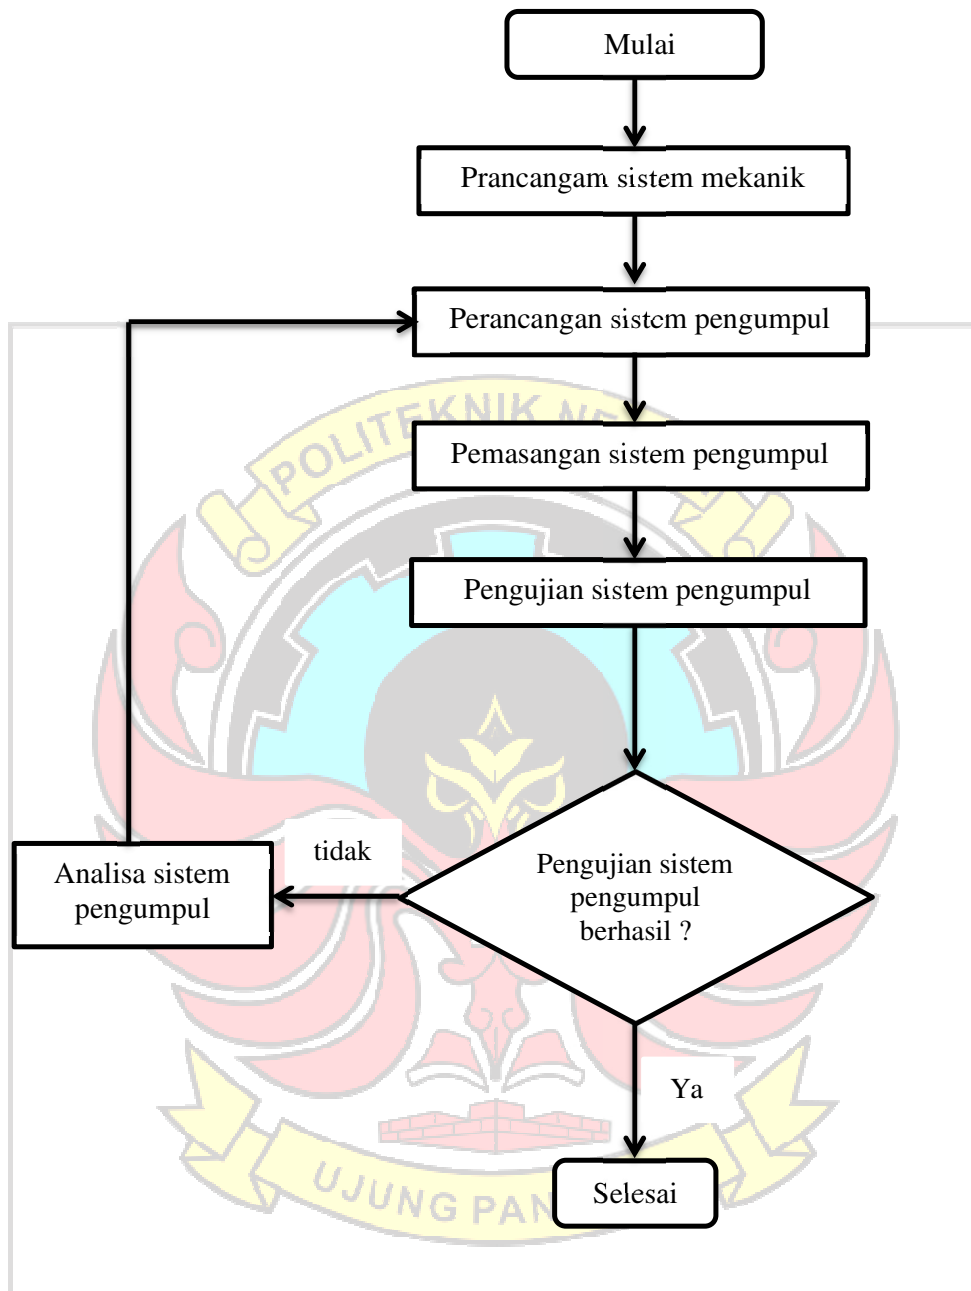 Mulai
Prancangam sistem mekanik
Perancangan sistem pengumpul
POLITEKNIK NE
Pemasangan sistem pengumpul
Pengujian sistem pengumpul
tidak
Analisa sistem
pengumpul
Pengujian sistem
pengumpul
berhasil ?
Ya
Selesai
UJUNG PAN